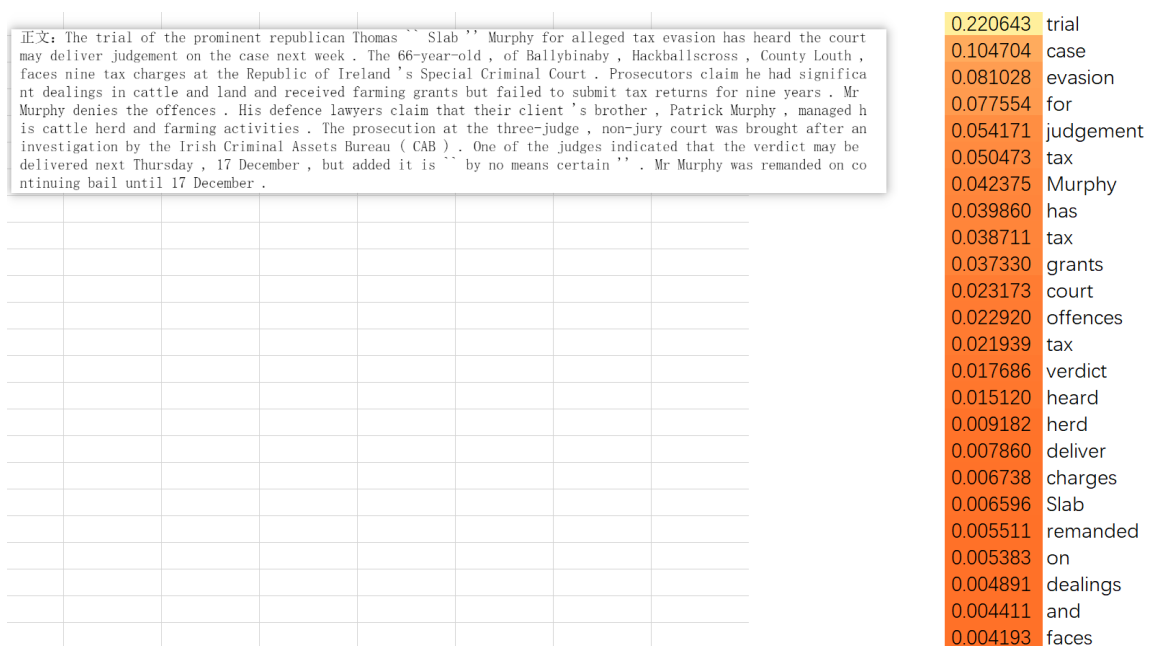 正文：The trial of the prominent republican Thomas `` Slab '' Murphy for alleged tax evasion has heard the court
may deliver judgement on the case next week . The 66-year-old , of Ballybinaby , Hackballscross , County Louth ,
faces nine tax charges at the Republic of Ireland 's Special Criminal Court . Prosecutors claim he had significa
nt dealings in cattle and land and received farming grants but failed to submit tax returns for nine years . Mr
Murphy denies the offences . His defence lawyers claim that their client 's brother , Patrick Murphy , managed h
is cattle herd and farming activities . The prosecution at the three-judge , non-jury court was brought after an
investigation by the Irish Criminal Assets Bureau ( CAB ) . One of the judges indicated that the verdict may be
delivered next Thursday , 17 December , but added it is `` by no means certain '' . Mr Murphy was remanded on co
ntinuing bail until 17 December .
0.220643 trial
0.104704 case
0.081028 evasion
0.077554 for
0.054171 judgement
0.050473 tax
0.042375 Murphy
0.039860 has
0.038711 tax
0.037330 grants
0.023173 court
0.022920 offences
0.021939 tax
0.017686 verdict
0.015120 heard
0.009182 herd
0.007860 deliver
0.006738 charges
0.006596 Slab
0.005511 remanded
0.005383 on
0.004891 dealings
0.004411 and
0.004193 faces